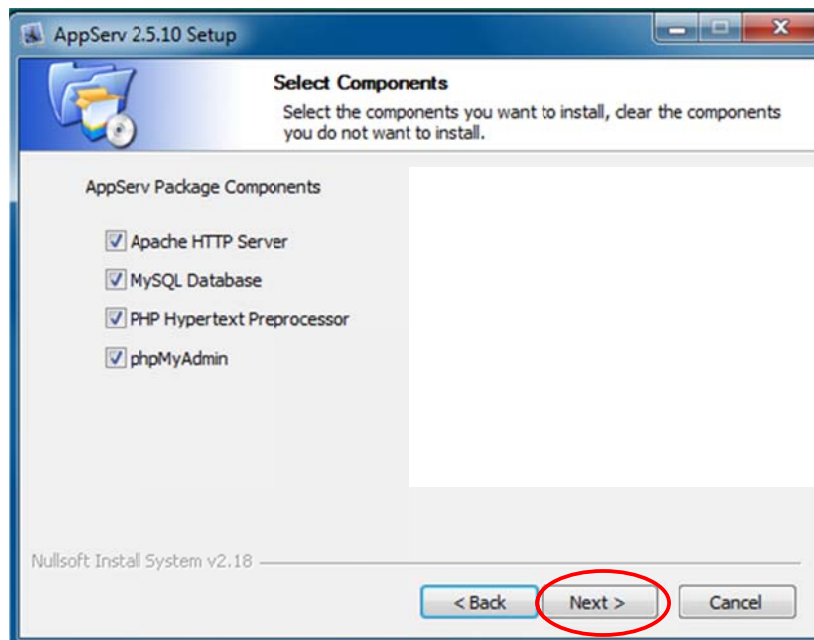 AppServ 2.5.10 Setup
Select Components
Select the components you want to install, clear the components
you do not want to install.
AppServ Package Components
Apache HTTP Server
MySQL Database
PHP Hypertext Preprocessor
phpMyAdmin
Nullsoft Install System v2.18
< Back Next > Cancel